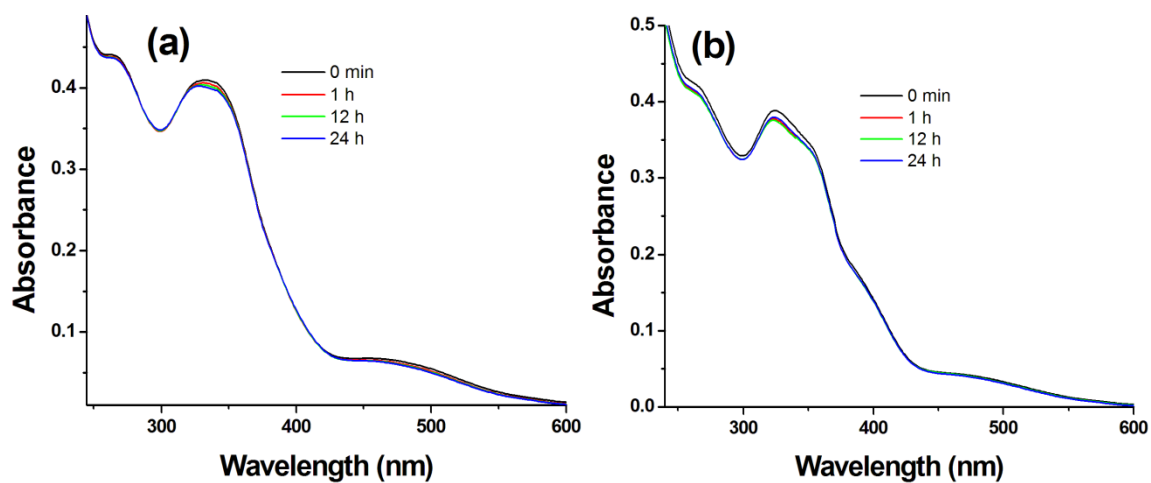 (a)
0 min
1 h
12 h
24 h
0.4
0.3
0.2
0.1
Absorbance
300
400
500
600
Wavelength (nm)
(b)
0 min
1 h
12 h
24 h
0.5
0.4
0.3
0.2
0.1
0.0
Absorbance
300
400
500
600
Wavelength (nm)